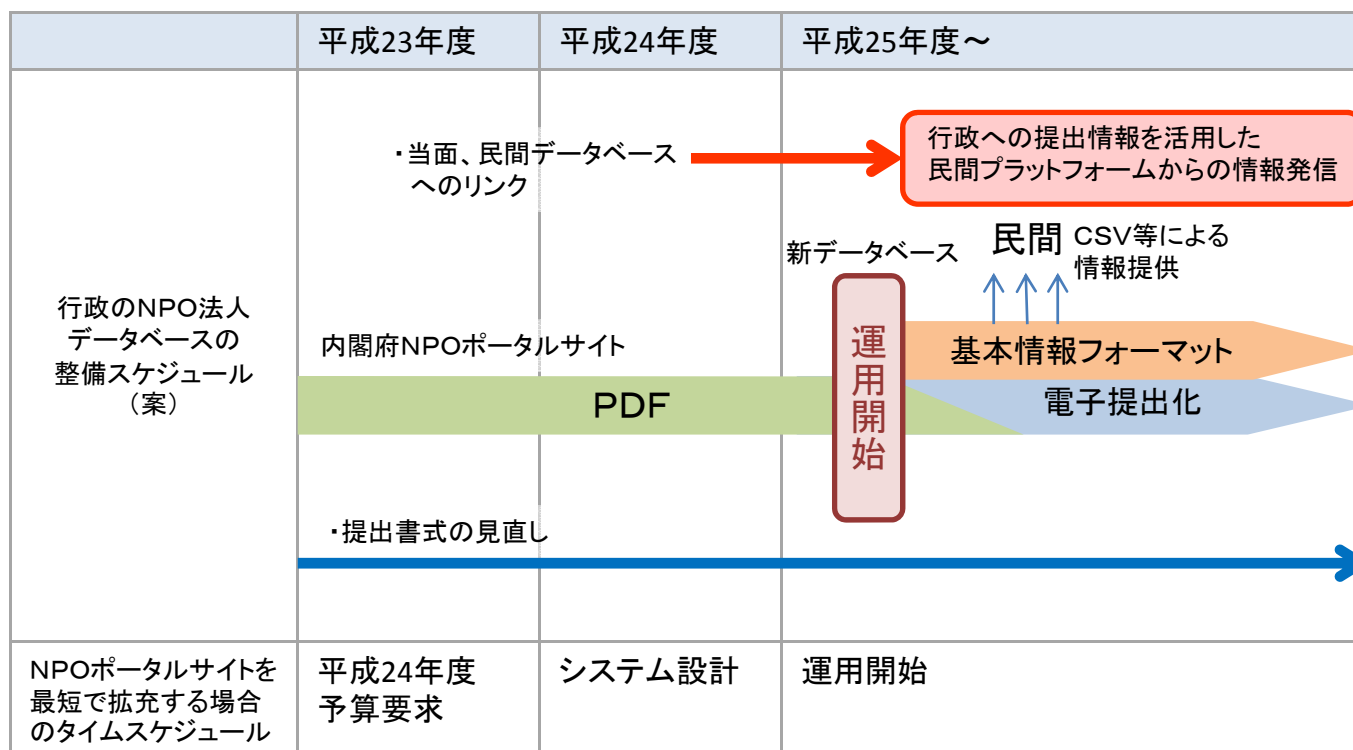 平成23年度
平成24年度
平成25年度～
行政のNPO法人
データベースの
整備スケジュール
（案）
・当面、民間データベース
へのリンク
行政への提出情報を活用した
民間プラットフォームからの情報発信
新データベース
民間
CSV等による
情報提供
内閣府NPOポータルサイト
運用開始
基本情報フォーマット
PDF
電子提出化
・提出書式の見直し
NPOポータルサイトを
最短で拡充する場合
のタイムスケジュール
平成24年度
予算要求
システム設計
運用開始